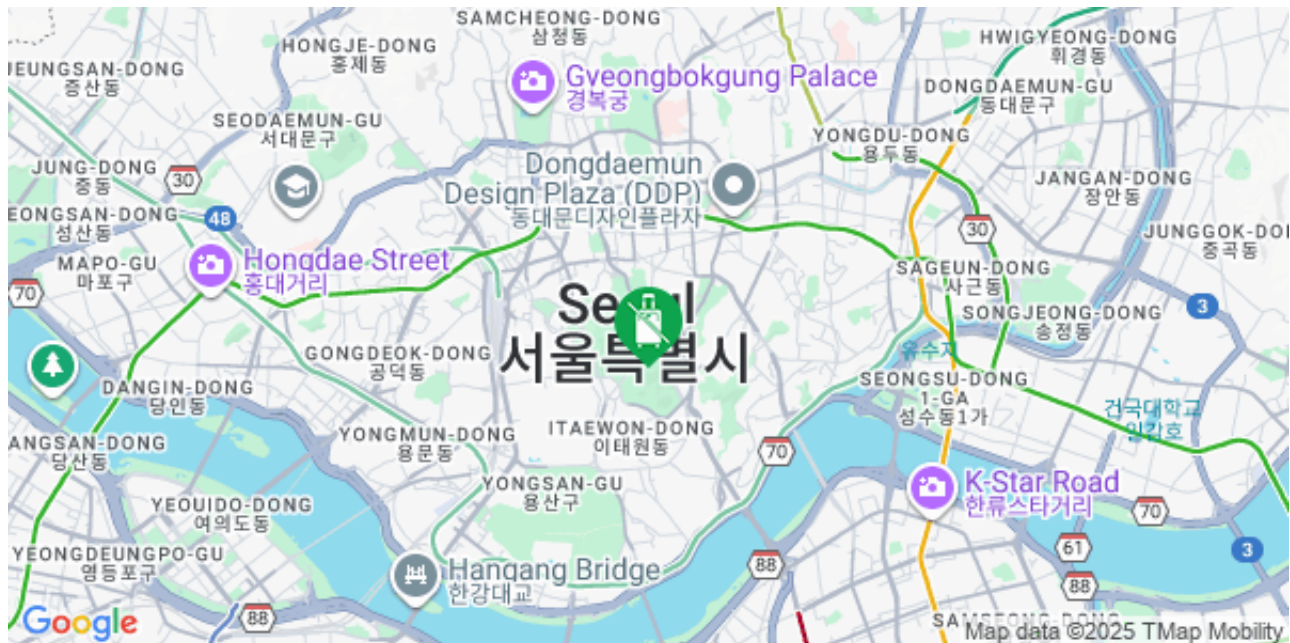 SAMCHEONG-DONG
삼청동
HWIGYEONG-DONG
휘경동
HONGJE-DONG
홍제동
JEUNGSAN-DONG
증산동
Gyeongbokgung Palace
경복궁
DONGDAEMUN-GU
동대문구
SEODAEMUN-GU
서대문구
YONGDU-DONG
용두동
JUNG-DONG
중동
30
Dongdaemun
Design Plaza (DDP)
동대문디자인플라자
JANGAN-DONG
장안동
EONGSAN-DONG
성산동
48
30
JUNGGOK-DO
중곡동
MAPO-GU
마포구
Hongdae Street
홍대거리
SAGEUN-DONG
사근동
70
3
Seoul
서울특별시
SONGJEONG-DONG
송정동
GONGDEOK-DONG
공덕동
유수지
DANGIN-DONG
당인동
SEONGSU-DONG
1-GA
성수동1가
건국대학교
일감호
ANGSAN-DONG
당산동
YONGMUN-DONG
용문동
ITAEWON-DONG
이태원동
70
YONGSAN-GU
용산구
K-Star Road
한류스타거리
YEOUIDO-DONG
여의도동
70
YEONGDEUNGPO-GU
영등포구
61
3
Hangang Bridge
한강대교
88
88
88
Google
SAMSEONG-DONG
Map data ©2025 TMap Mobility